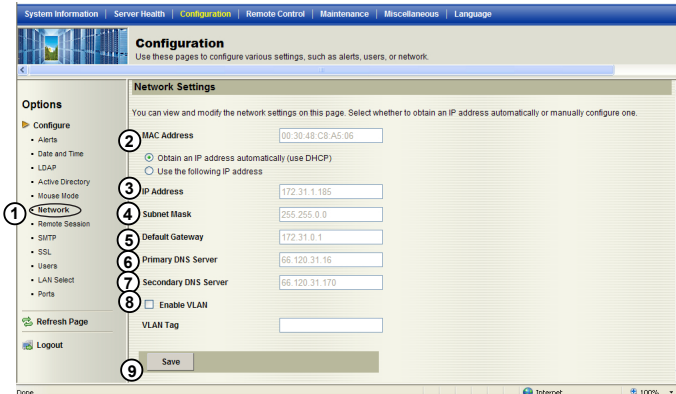 System Information | Server Health | Configuration | Remote Control | Maintenance | Miscellaneous | Language
Configuration
Use these pages to configure various settings, such as alerts, users, or network.
Options
Configure
Alerts
Date and Time
LDAP
Active Directory
Mouse Mode
1 Network
Remote Session
SMTP
SSL
Users
LAN Select
Ports
Refresh Page
Logout
Network Settings
You can view and modify the network settings on this page. Select whether to obtain an IP address automatically or manually configure one.
2 MAC Address 00:30:48:C8:A5:06
Obtain an IP address automatically (use DHCP)
Use the following IP address
3 IP Address 172.31.1.185
4 Subnet Mask 255.255.0.0
5 Default Gateway 172.31.0.1
6 Primary DNS Server 66.120.31.16
7 Secondary DNS Server 66.120.31.170
8 Enable VLAN
VLAN Tag
9 Save
Done Internet 100%